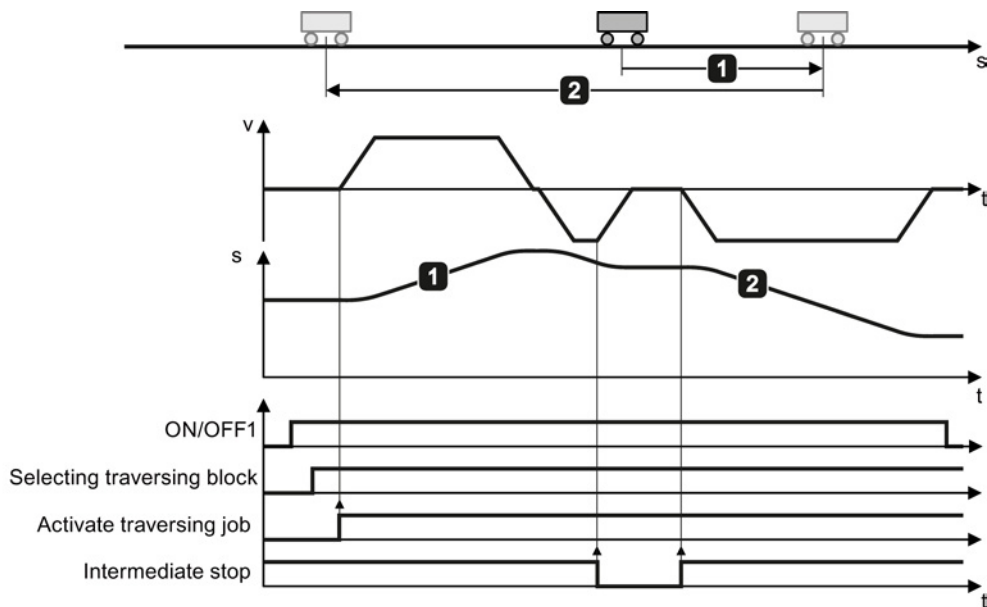 s
1
2
v
t
s
1
2
t
ON/OFF1
Selecting traversing block
Activate traversing job
Intermediate stop
t